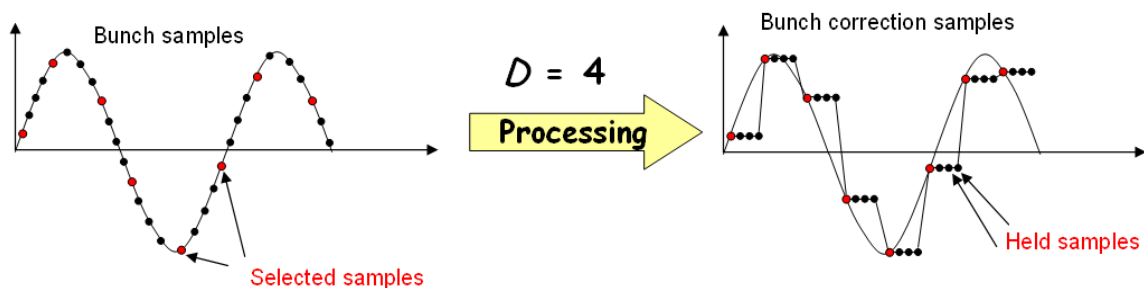 Bunch samples
Selected samples
D = 4
Processing
Bunch correction samples
Held samples